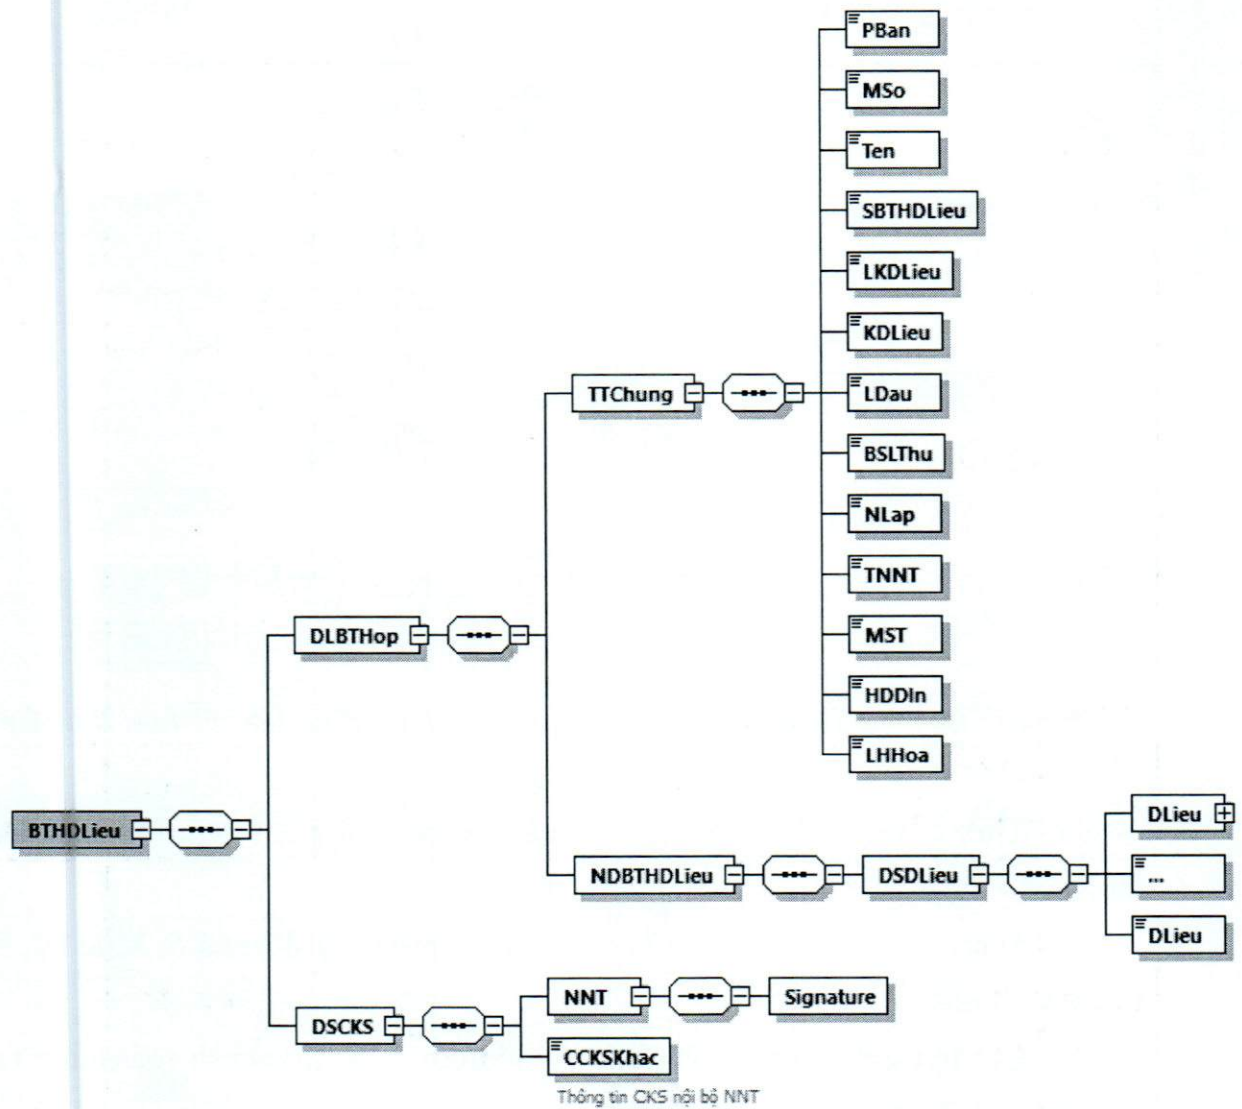 PBan
MSo
Ten
SBTHDLieu
LKDLieu
KDLieu
TTChung
LDau
BSLThu
NLap
TNNT
DLBTHop
MST
HDDIn
LHHoa
BTHDLieu
DLieu
NDBTHDLieu
DSDLieu
...
DLieu
NNT
Signature
DSCKS
CCKSKhac
Thông tin CKS nội bộ NNT